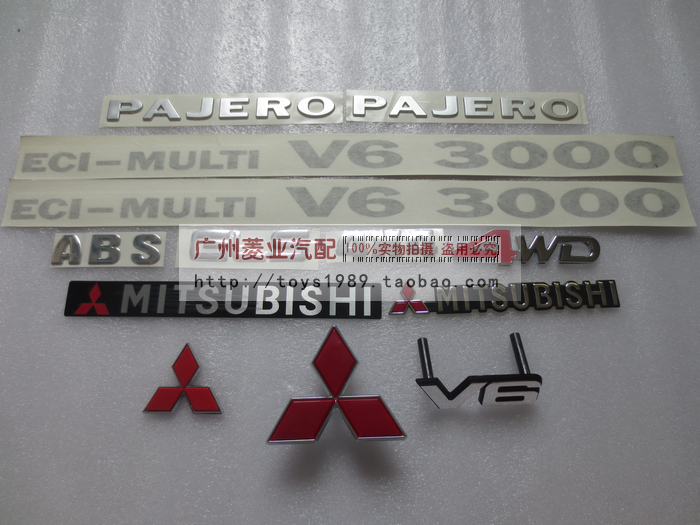 PAJERO PAJERO
ECI-MULTI V6 3000
ECI-MULTI V6 3000
ABS 4WD
广州菱业汽配 100%实物拍摄 盗用必究
http://toys1989.taobao.com
MITSUBISHI MITSUBISHI
V6